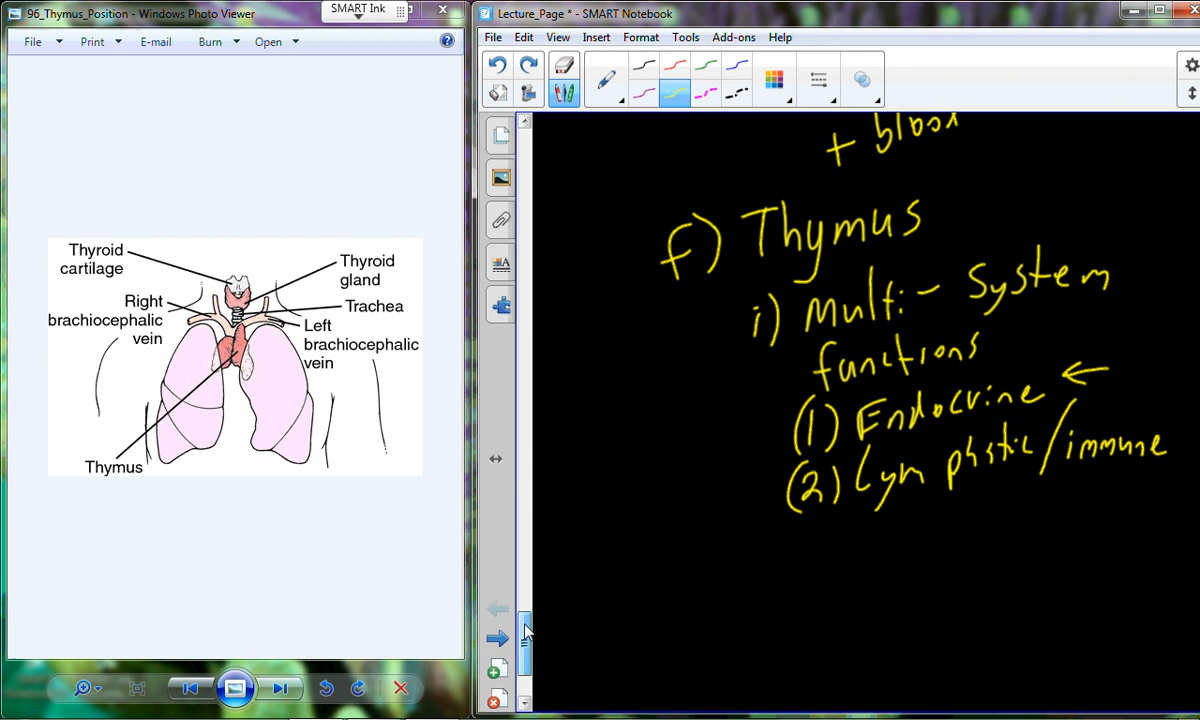 96_Thymus_Position - Windows Photo Viewer
SMART Ink
File Print E-mail Burn Open
Thyroid
cartilage
Thyroid
gland
Right
brachiocephalic
vein
Trachea
Left
brachiocephalic
vein
Thymus
Lecture_Page * - SMART Notebook
File Edit View Insert Format Tools Add-ons Help
+ blood
f) Thymus
i) Multi- System
functions
(1) Endocrine ←
(2) Lymphatic/immune